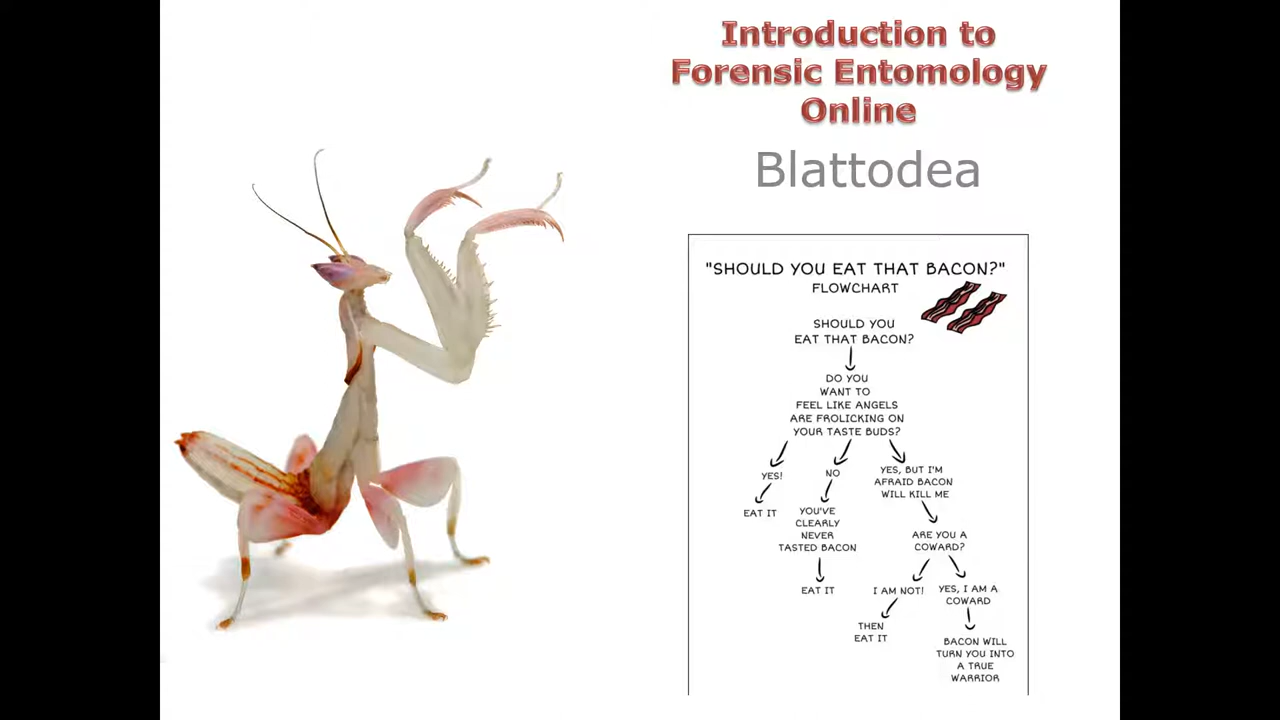 Introduction to
Forensic Entomology
Online
Blattodea
"SHOULD YOU EAT THAT BACON?"
FLOWCHART
SHOULD YOU
EAT THAT BACON?
DO YOU
WANT TO
FEEL LIKE ANGELS
ARE FROLICKING ON
YOUR TASTE BUDS?
YES!
EAT IT
NO
YOU'VE
CLEARLY
NEVER
TASTED BACON
EAT IT
YES, BUT I'M
AFRAID BACON
WILL KILL ME
ARE YOU A
COWARD?
I AM NOT!
THEN
EAT IT
YES, I AM A
COWARD
BACON WILL
TURN YOU INTO
A TRUE
WARRIOR